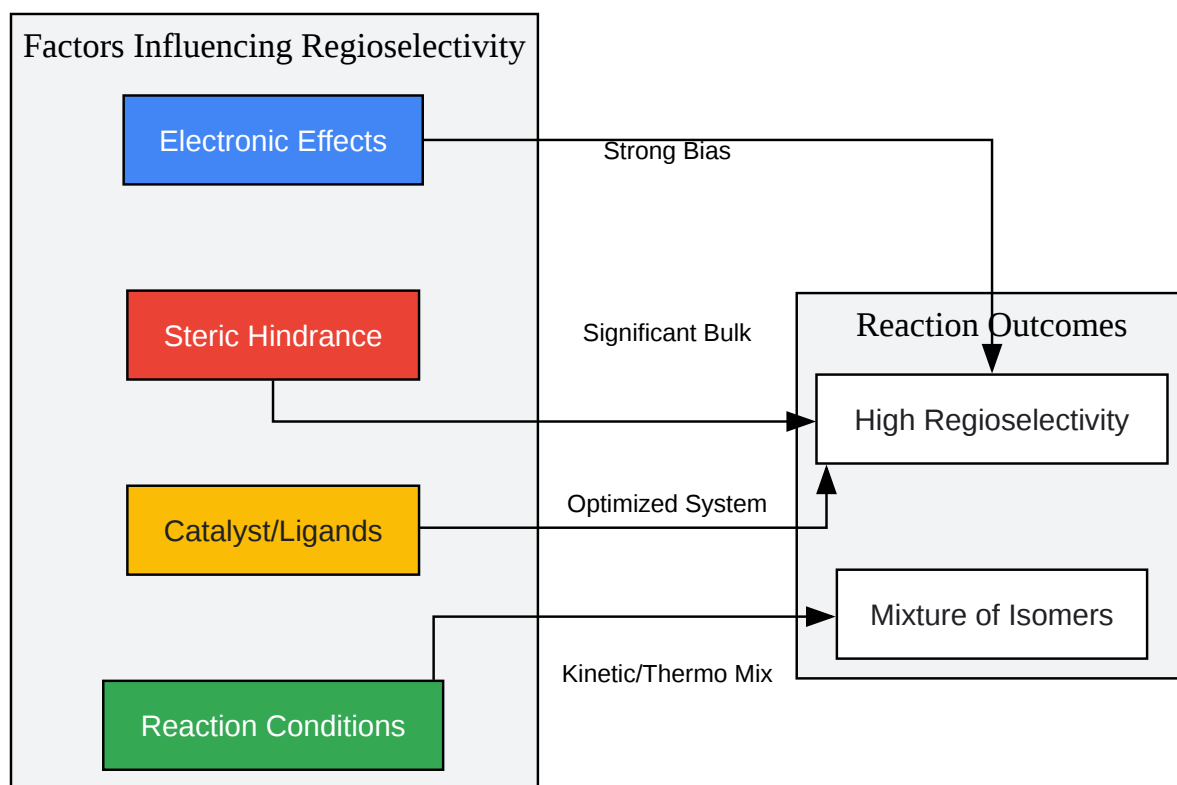 Factors Influencing Regioselectivity
Electronic Effects
Strong Bias
Steric Hindrance
Significant Bulk
Reaction Outcomes
High Regioselectivity
Catalyst/Ligands
Optimized System
Mixture of Isomers
Kinetic/Thermo Mix
Reaction Conditions